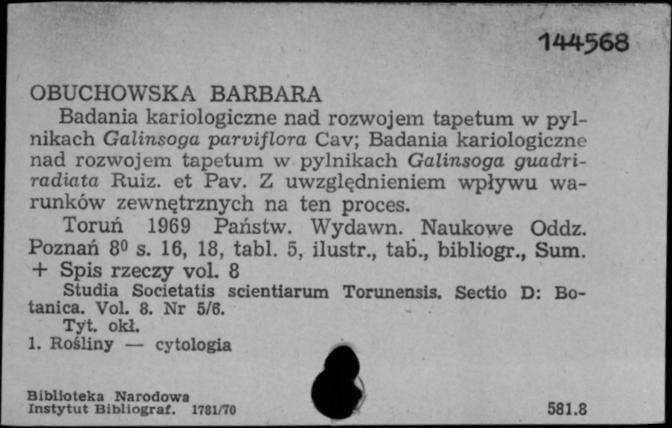 144568
OBUCHOWSKA BARBARA
Badania kariologiczne nad rozwojem tapetum w pyl-
nikach Galinsoga parviflora Cav; Badania kariologiczne
nad rozwojem tapetum w pylnikach Galinsoga guadri-
radiata Ruiz. et Pav. Z uwzględnieniem wpływu wa-
runków zewnętrznych na ten proces.
Toruń 1969 Państw. Wydawn. Naukowe Oddz.
Poznań 8⁰ s. 16, 18, tabl. 5, ilustr., tab., bibliogr., Sum.
+ Spis rzeczy vol. 8
Studia Societatis scientiarum Torunensis. Sectio D: Bo-
tanica. Vol. 8. Nr 5/6.
Tyt. okł.
1. Rośliny — cytologia
Biblioteka Narodowa
Instytut Bibliograf. 1781/70
581.8